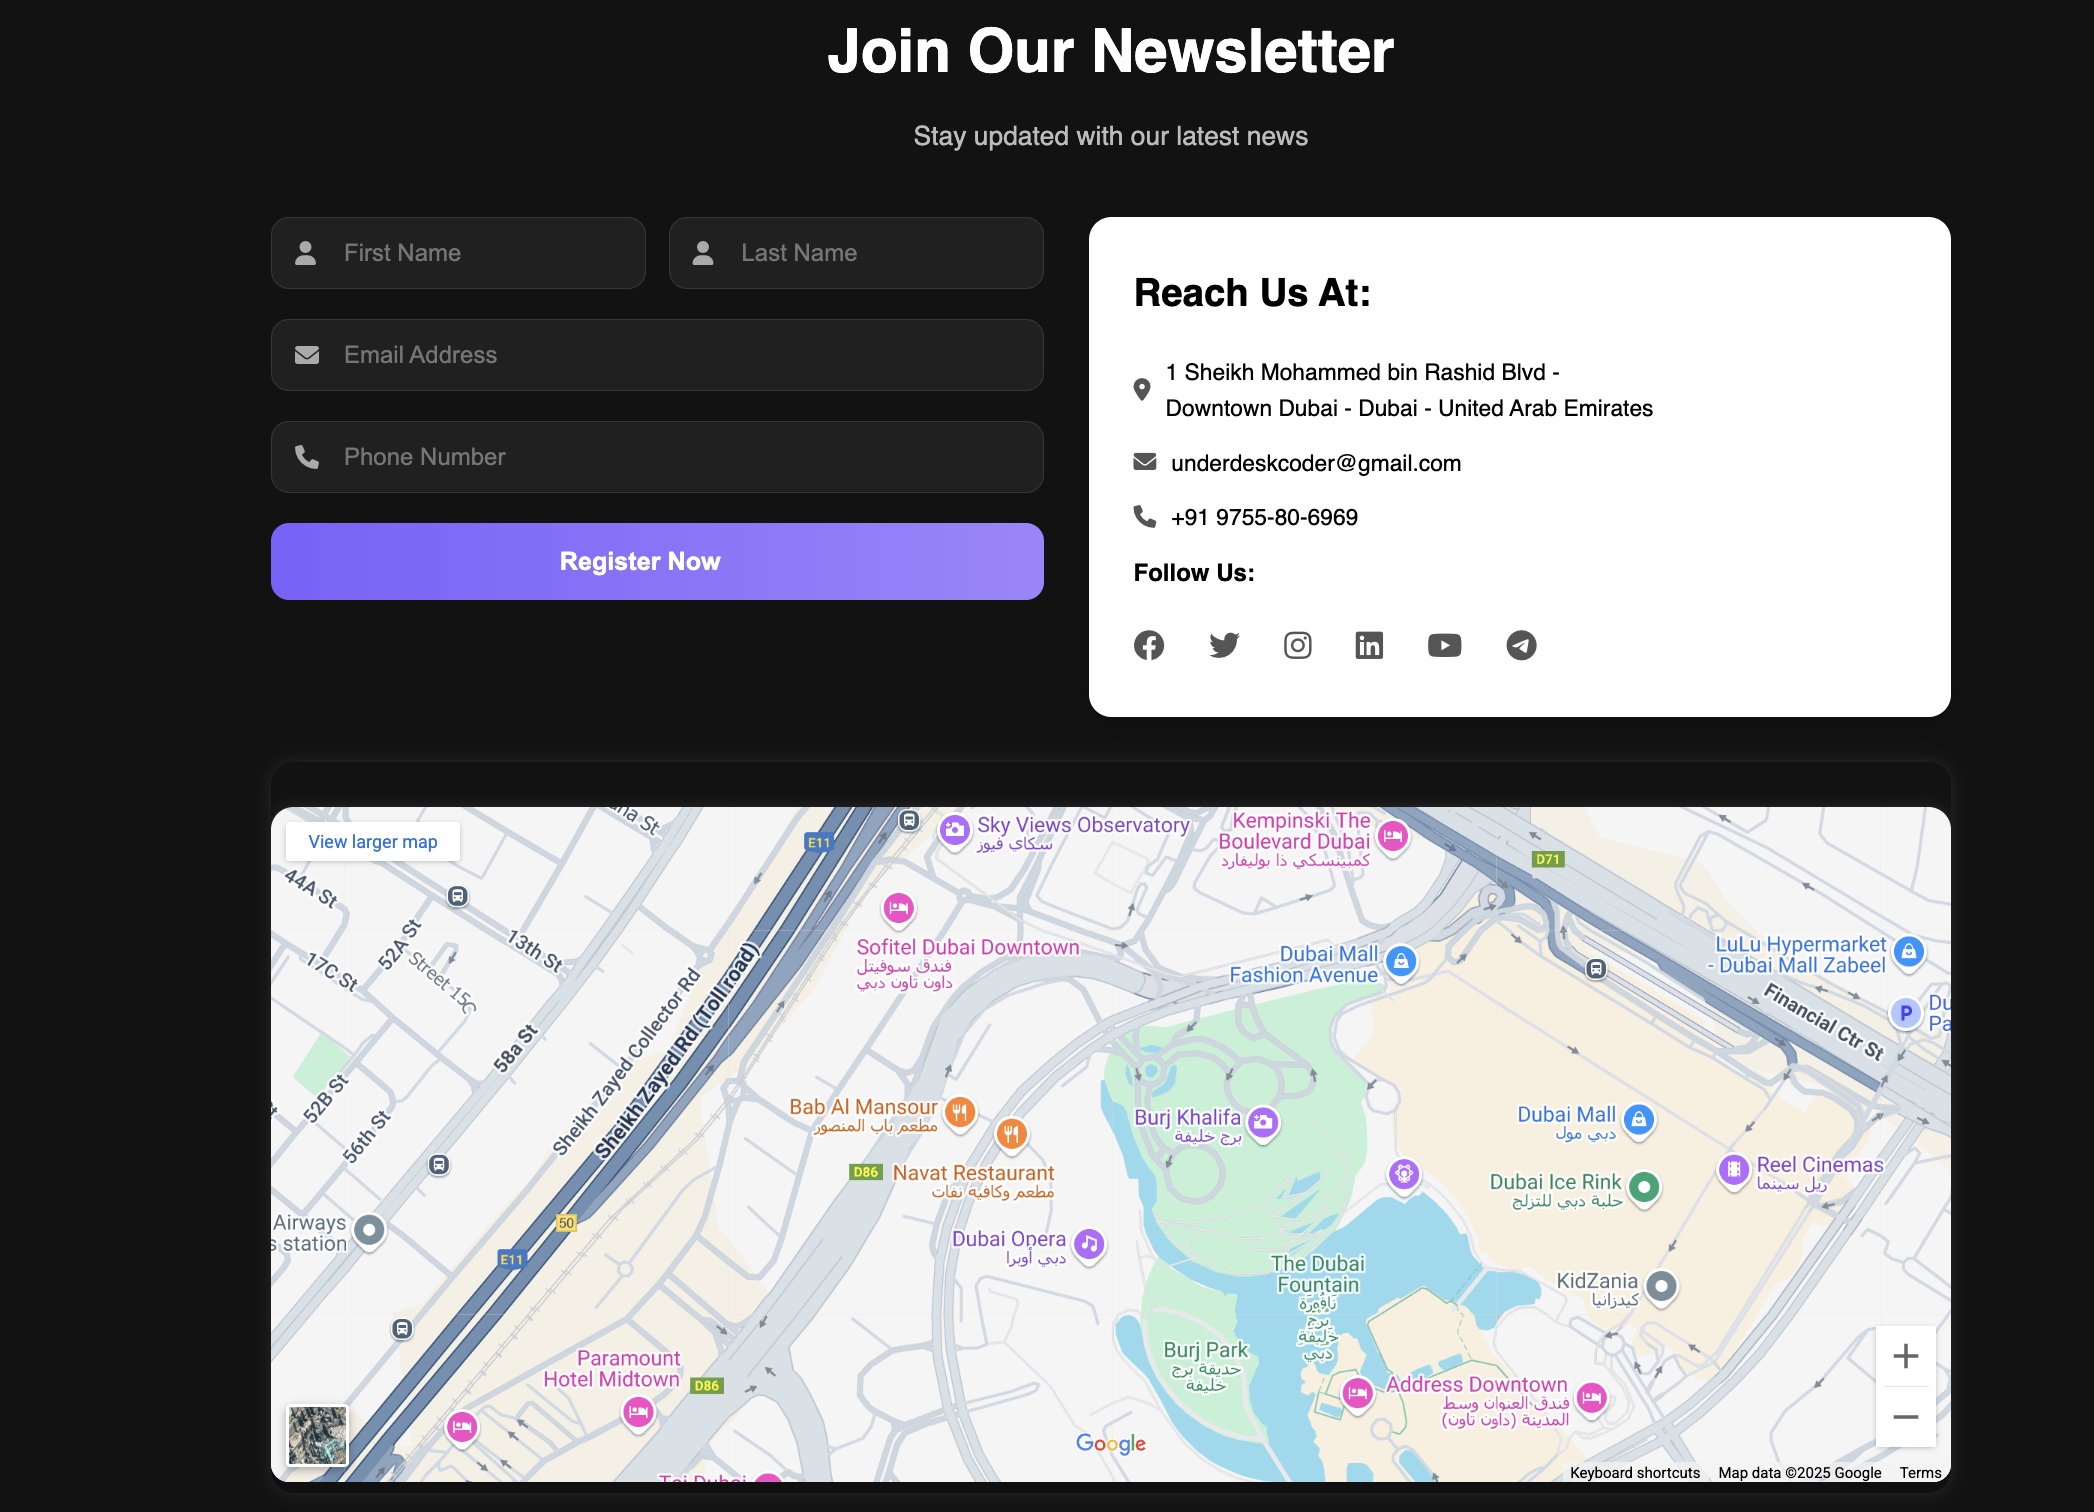 Join Our Newsletter
Stay updated with our latest news
First Name
Last Name
Email Address
Phone Number
Register Now
Reach Us At:
1 Sheikh Mohammed bin Rashid Blvd -
Downtown Dubai - Dubai - United Arab Emirates
underdeskcoder@gmail.com
+91 9755-80-6969
Follow Us:
View larger map
E11
Sky Views Observatory
سكاي فيوز
Kempinski The
Boulevard Dubai
كمبينسكي ذا بوليفارد
D71
44A St
52A St
13th St
17C St
Street 15C
Sofitel Dubai Downtown
فندق سوفيتل
داون تاون دبي
Dubai Mall
Fashion Avenue
LuLu Hypermarket
- Dubai Mall Zabeel
Financial Ctr St
P
Du
Pa
58a St
Sheikh Zayed Collector Rd
Sheikh Zayed Rd (Toll road)
52B St
56th St
Bab Al Mansour
مطعم باب المنصور
Burj Khalifa
برج خليفة
Dubai Mall
دبي مول
D86
Navat Restaurant
مطعم وكافيه نفات
Dubai Ice Rink
حلبة دبي للتزلج
Reel Cinemas
ريل سينما
Airways
s station
50
E11
Dubai Opera
دبي أوبرا
The Dubai
Fountain
نافورة
برج
خليفة
دبي
KidZania
كيدزانيا
Burj Park
حديقة برج
خليفة
Paramount
Hotel Midtown
D86
Address Downtown
فندق العنوان وسط
المدينة (داون تاون)
Google
Keyboard shortcuts
Map data ©2025 Google
Terms